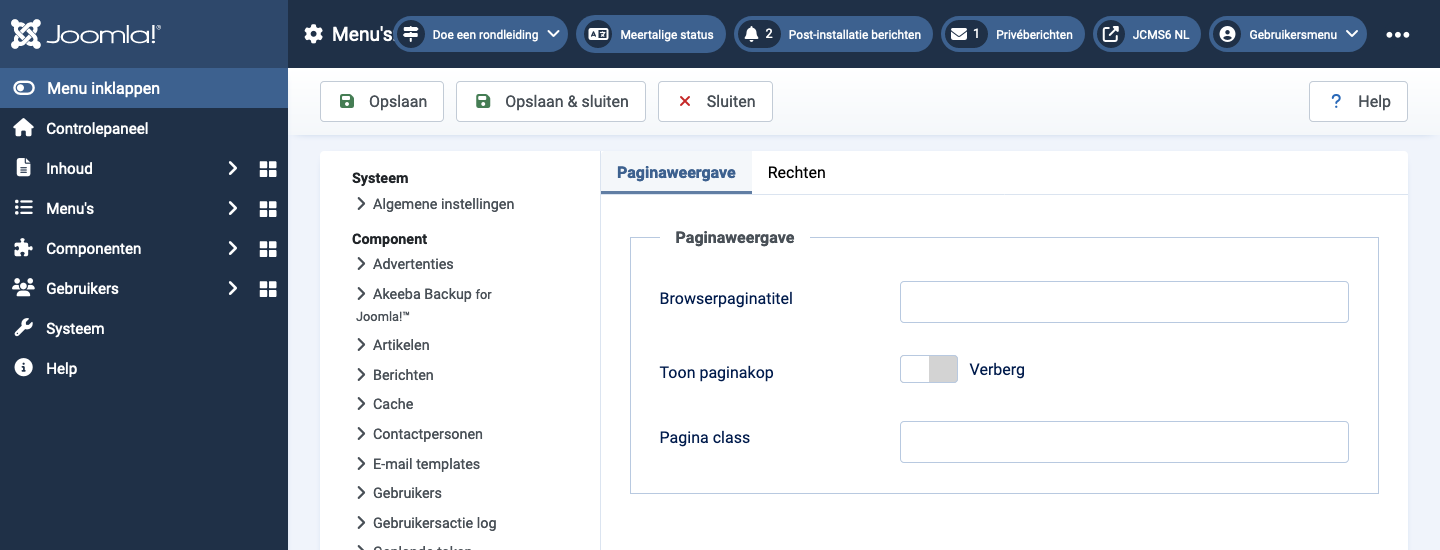 Joomla!®
Menu's
Doe een rondleiding
Meertalige status
2 Post-installatie berichten
1 Privéberichten
JCMS6 NL
Gebruikersmenu
Menu inklappen
Controlepaneel
Inhoud
Menu's
Componenten
Gebruikers
Systeem
Help
Opslaan
Opslaan & sluiten
Sluiten
? Help
Systeem
Algemene instellingen
Component
Advertenties
Akeeba Backup for
Joomla!™
Artikelen
Berichten
Cache
Contactpersonen
E-mail templates
Gebruikers
Gebruikersactie log
Paginaweergave
Rechten
Paginaweergave
Browserpaginatitel
Toon paginakop
Verberg
Pagina class